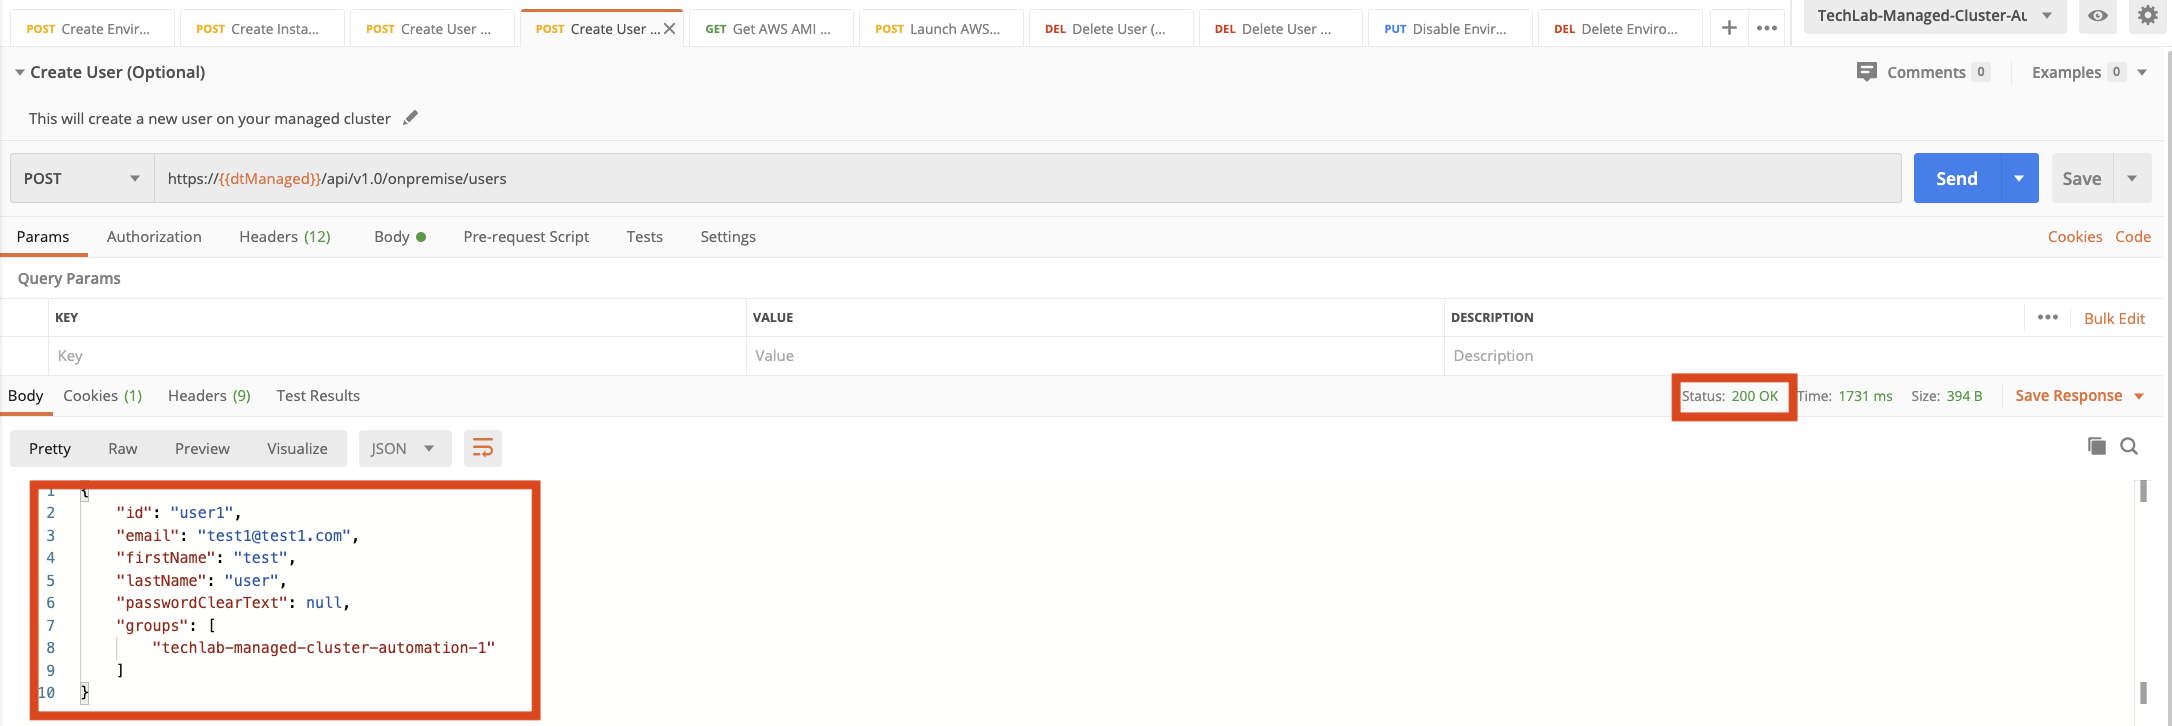 POST Create Envir... POST Create Insta... POST Create User ... POST Create User ... GET Get AWS AMI ... POST Launch AWS... DEL Delete User (... DEL Delete User ... PUT Disable Envir... DEL Delete Enviro... TechLab-Managed-Cluster-Au
Create User (Optional) Comments 0 Examples 0
This will create a new user on your managed cluster
POST https://{{dtManaged}}/api/v1.0/onpremise/users Send Save
Params Authorization Headers (12) Body Pre-request Script Tests Settings Cookies Code
Query Params
KEY VALUE DESCRIPTION Bulk Edit
Key Value Description
Body Cookies (1) Headers (9) Test Results Status: 200 OK Time: 1731 ms Size: 394 B Save Response
Pretty Raw Preview Visualize JSON
1 {
2 "id": "user1",
3 "email": "test1@test1.com",
4 "firstName": "test",
5 "lastName": "user",
6 "passwordClearText": null,
7 "groups": [
8 "techlab-managed-cluster-automation-1"
9 ]
10 }